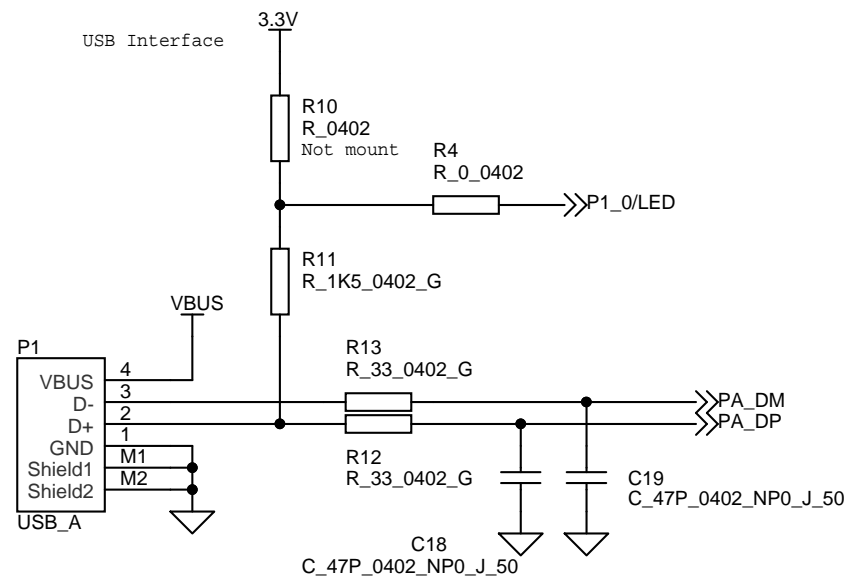 3.3V
USB Interface
R10
R_0402
Not mount
R4
R_0_0402
P1_0/LED
R11
R_1K5_0402_G
VBUS
P1
R13
R_33_0402_G
VBUS
4
D-
3
D+
2
GND
1
Shield1
M1
Shield2
M2
USB_A
PA_DM
PA_DP
R12
R_33_0402_G
C19
C_47P_0402_NP0_J_50
C18
C_47P_0402_NP0_J_50